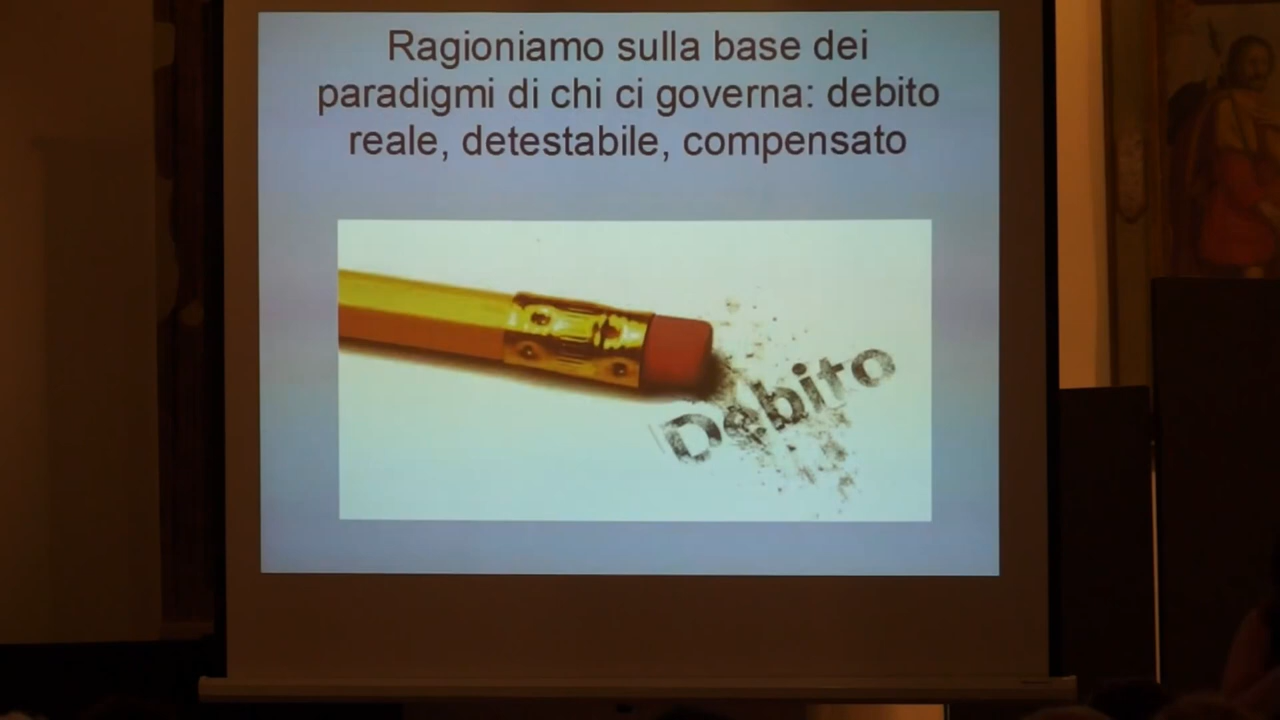 Ragioniamo sulla base dei
paradigmi di chi ci governa: debito
reale, detestabile, compensato
Debito